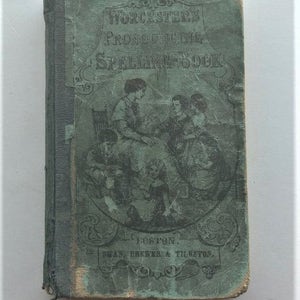 WORCESTER'S
PRONOUNCING
SPELLING-BOOK
BOSTON.
SWAN, BREWER & TILESTON.